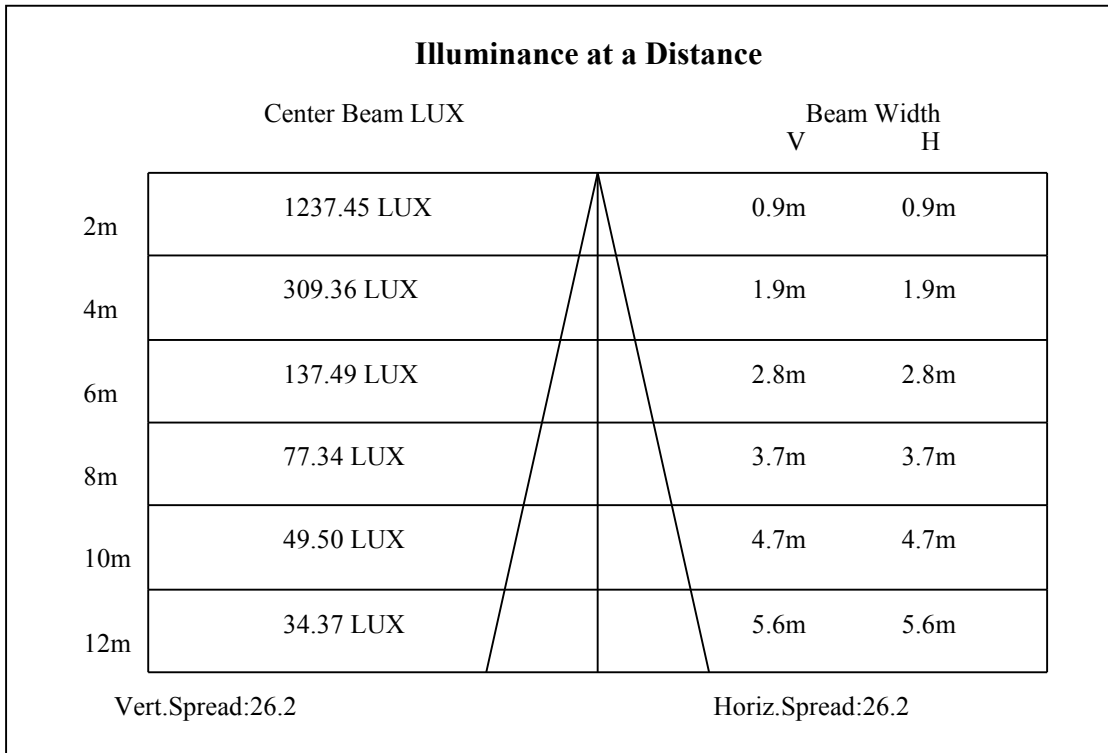 Illuminance at a Distance
Center Beam LUX Beam Width
V H
2m 1237.45 LUX 0.9m 0.9m
4m 309.36 LUX 1.9m 1.9m
6m 137.49 LUX 2.8m 2.8m
8m 77.34 LUX 3.7m 3.7m
10m 49.50 LUX 4.7m 4.7m
12m 34.37 LUX 5.6m 5.6m
Vert.Spread:26.2 Horiz.Spread:26.2